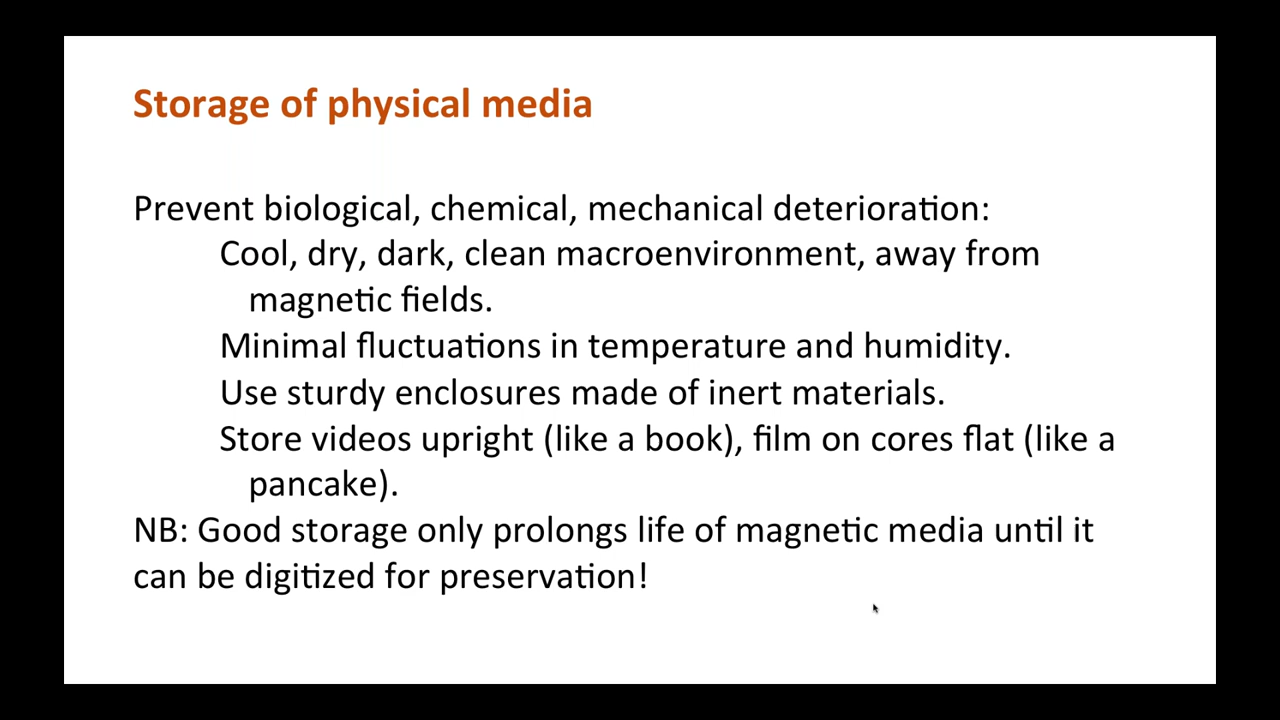 Storage of physical media
Prevent biological, chemical, mechanical deterioration:
Cool, dry, dark, clean macroenvironment, away from
magnetic fields.
Minimal fluctuations in temperature and humidity.
Use sturdy enclosures made of inert materials.
Store videos upright (like a book), film on cores flat (like a
pancake).
NB: Good storage only prolongs life of magnetic media until it
can be digitized for preservation!